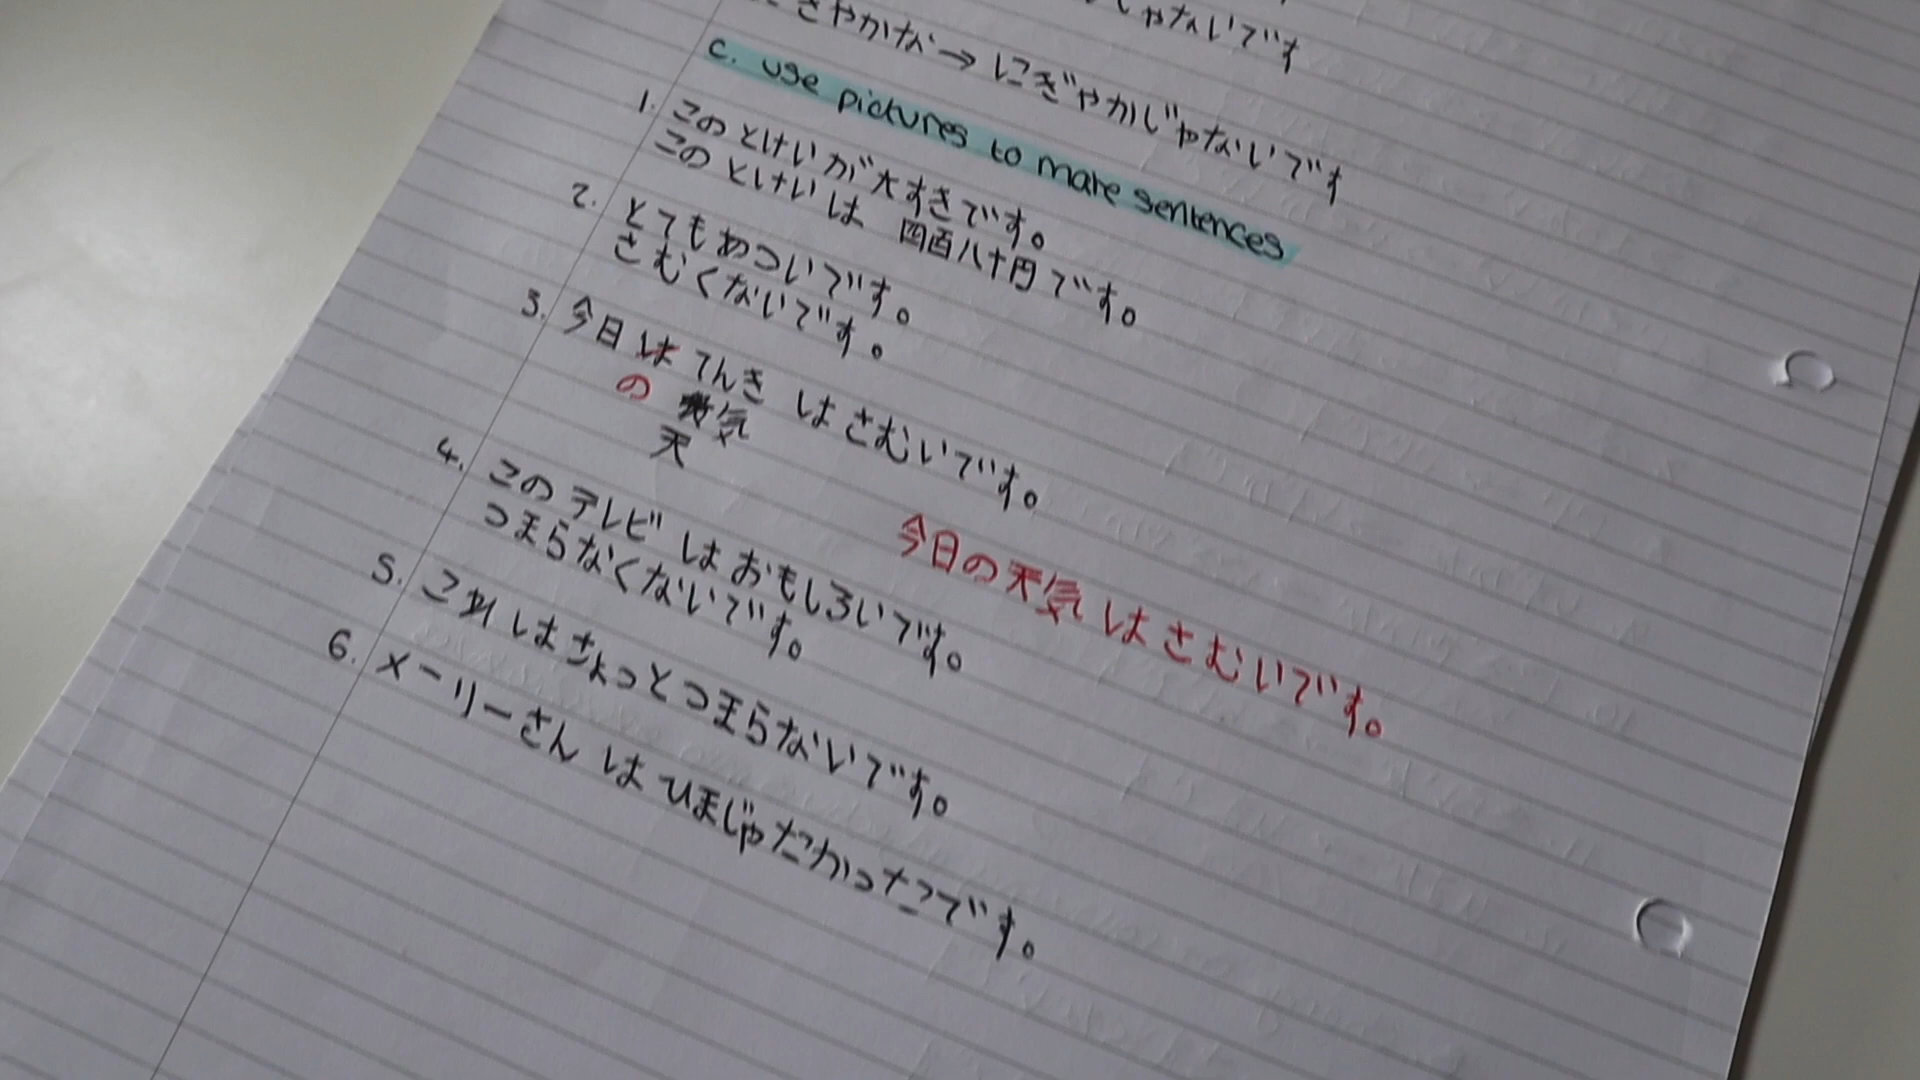 じゃないです
ぎやかな→にぎやかじゃないです
C. use pictures to make sentences
1. このとけいが大すきです。
このとけいは 四百八十円です。
2. とてもあついです。
さむくないです。
3. 今日は てんき はさむいです。
の 気
天
今日の天気はさむいです。
4. このテレビはおもしろいです。
つまらなくないです。
5. これはちょっとつまらないです。
6. メーリーさんはひまじゃなかったです。